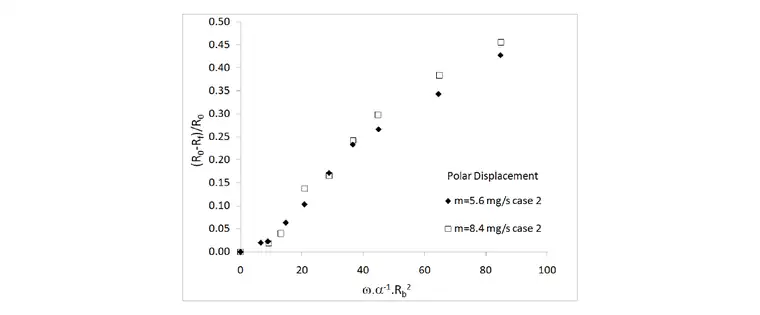 0.50
0.45
0.40
0.35
0.30
0.25
0.20
0.15
0.10
0.05
0.00
(R₀-R_f)/R₀
Polar Displacement
m=5.6 mg/s case 2
m=8.4 mg/s case 2
0 20 40 60 80 100
ω.α⁻¹.R_b²